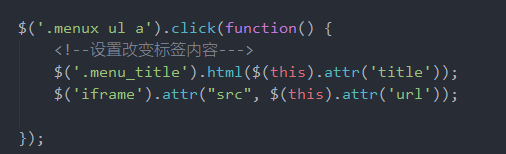 $('.menux ul a').click(function() {
<!--设置改变标签内容--->
$('.menu_title').html($(this).attr('title'));
$('iframe').attr("src", $(this).attr('url'));
});